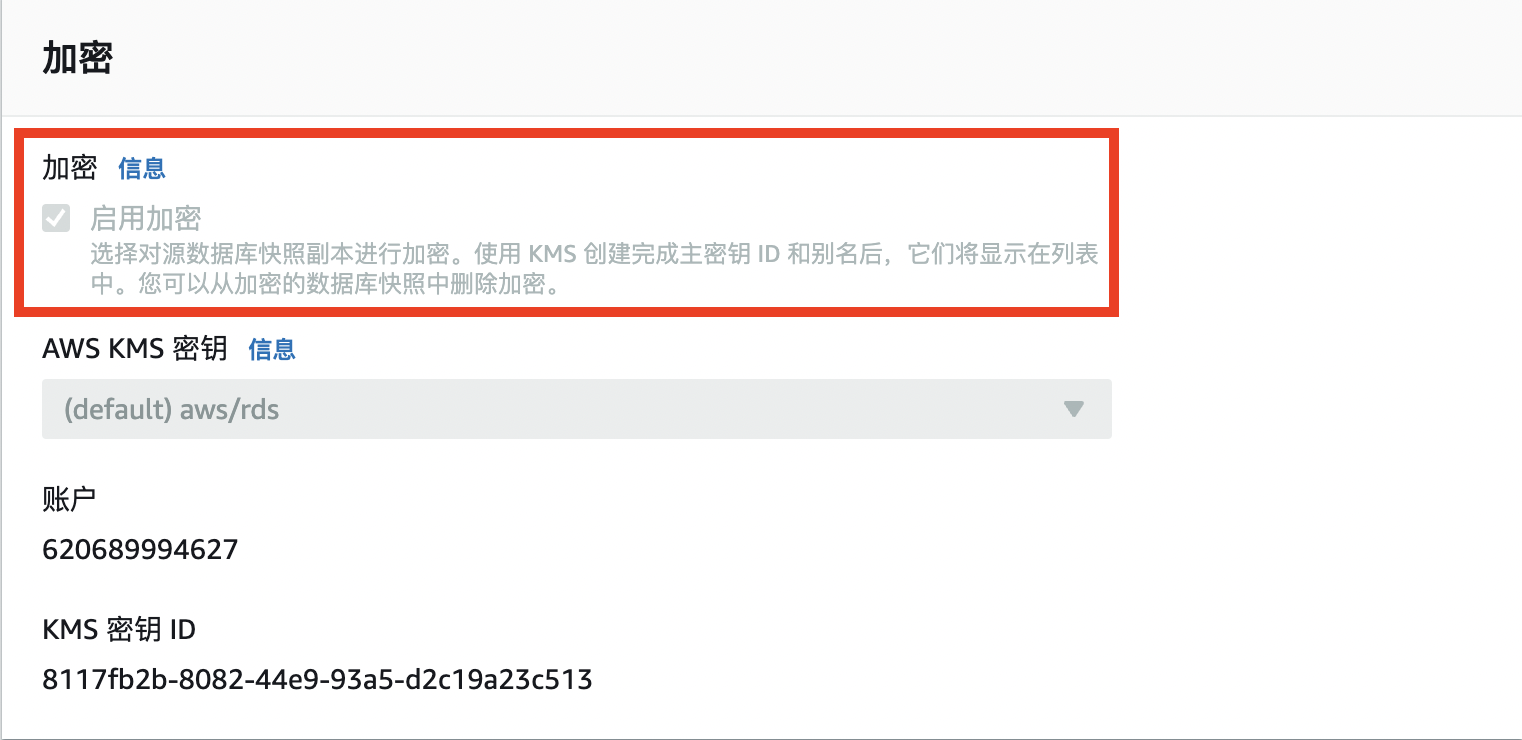 加密
加密 信息
启用加密
选择对源数据库快照副本进行加密。使用 KMS 创建完成主密钥 ID 和别名后，它们将显示在列表
中。您可以从加密的数据库快照中删除加密。
AWS KMS 密钥 信息
(default) aws/rds
账户
620689994627
KMS 密钥 ID
8117fb2b-8082-44e9-93a5-d2c19a23c513